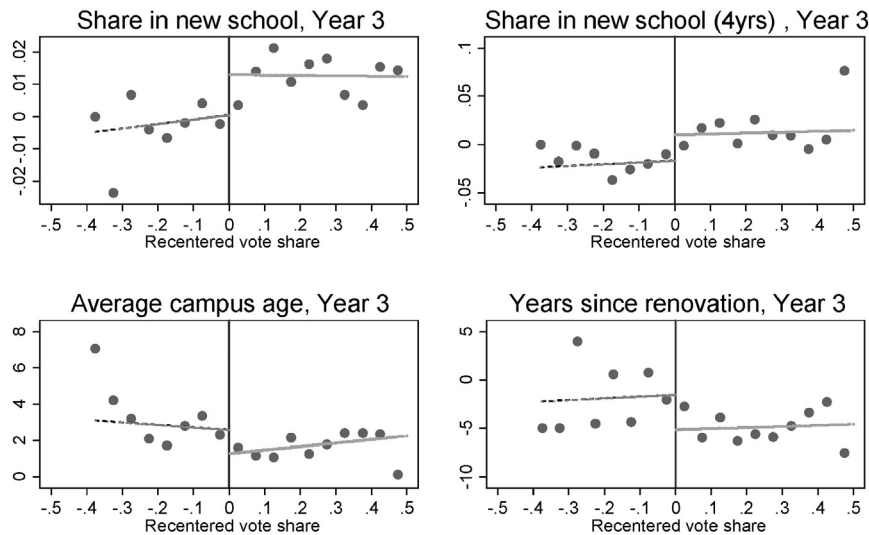 Share in new school, Year 3
.02
.01
0
-.01
-.02
-.5 -.4 -.3 -.2 -.1 0 .1 .2 .3 .4 .5
Recentered vote share
Share in new school (4yrs) , Year 3
.1
.05
0
-.05
-.5 -.4 -.3 -.2 -.1 0 .1 .2 .3 .4 .5
Recentered vote share
Average campus age, Year 3
8
6
4
2
0
-.5 -.4 -.3 -.2 -.1 0 .1 .2 .3 .4 .5
Recentered vote share
Years since renovation, Year 3
5
0
-5
-10
-.5 -.4 -.3 -.2 -.1 0 .1 .2 .3 .4 .5
Recentered vote share